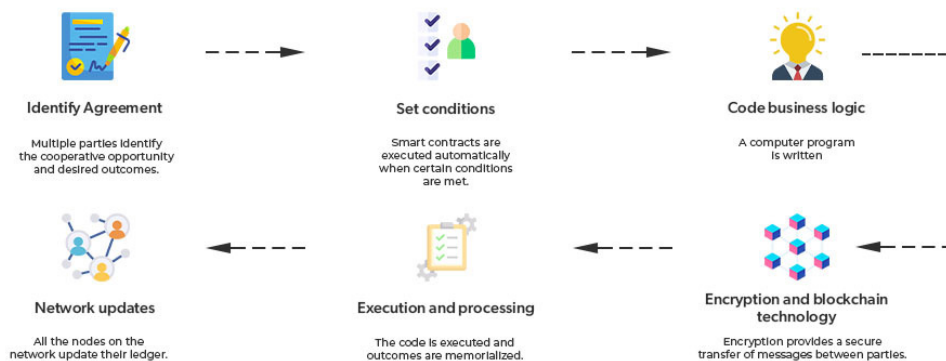 Identify Agreement
Multiple parties identify
the cooperative opportunity
and desired outcomes.
Set conditions
Smart contracts are
executed automatically
when certain conditions
are met.
Code business logic
A computer program
is written
Network updates
All the nodes on the
network update their ledger.
Execution and processing
The code is executed and
outcomes are memorialized.
Encryption and blockchain
technology
Encryption provides a secure
transfer of messages between parties.